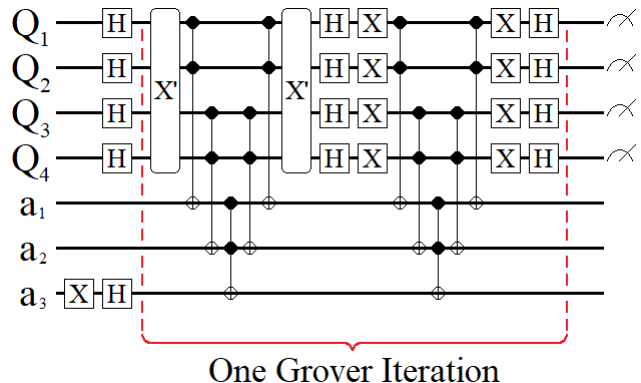 Q1 H H X X H
Q2 H H X X H
X' X'
Q3 H H X X H
Q4 H H X X H
a1
a2
a3 X H
One Grover Iteration